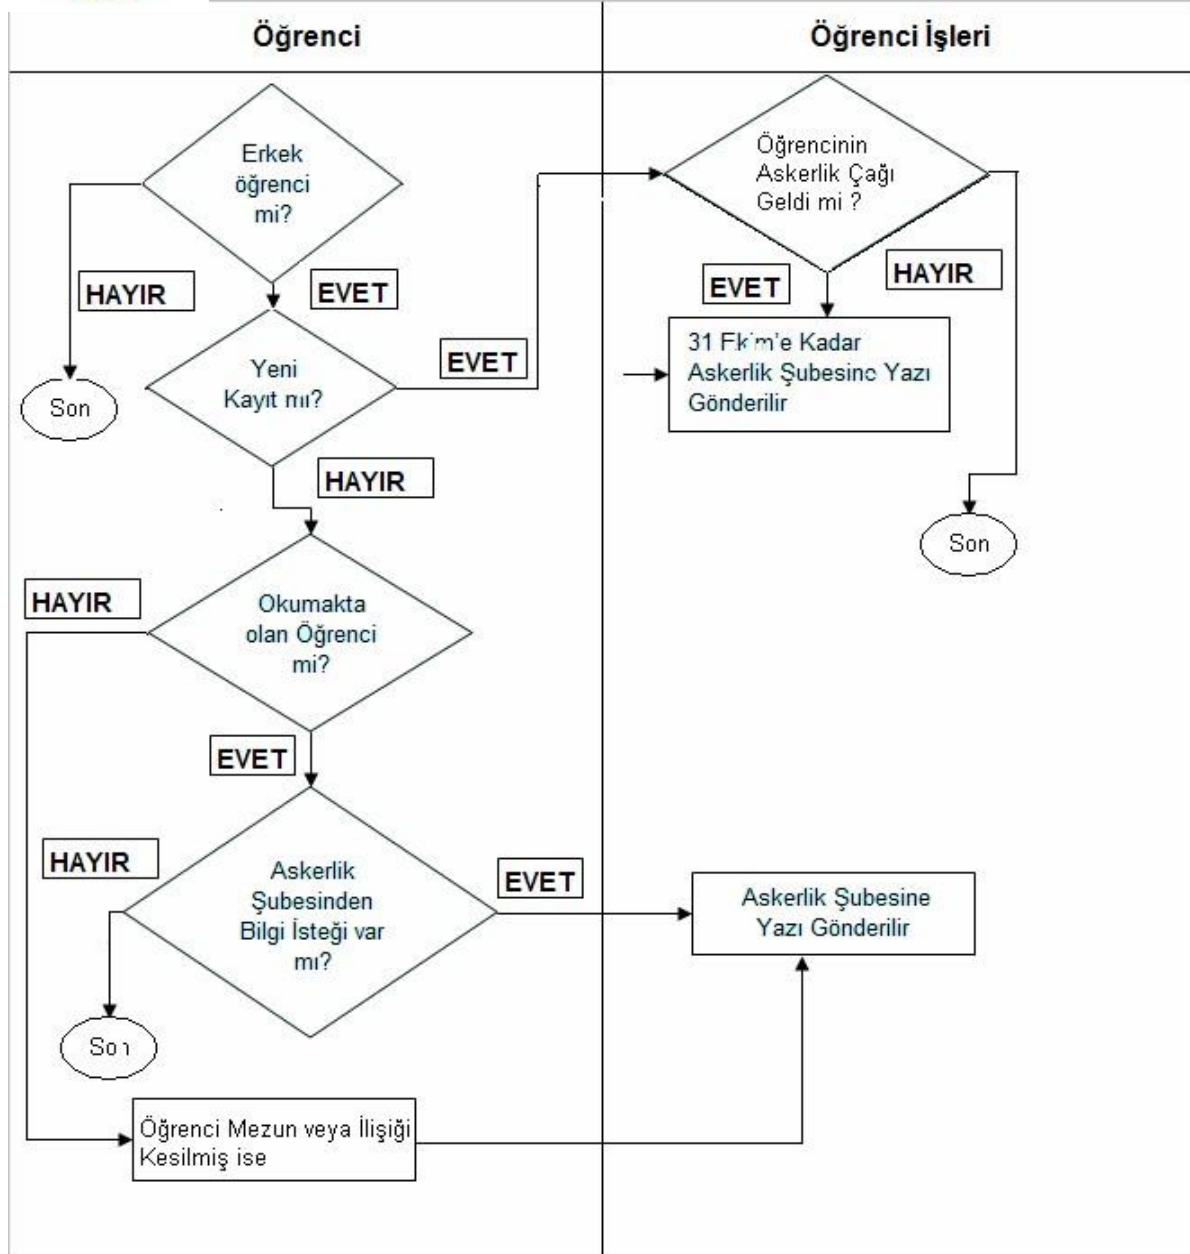 Öğrenci
Öğrenci İşleri
Erkek
öğrenci
mi?
HAYIR
EVET
Yeni
Kayıt mı?
EVET
Son
HAYIR
Öğrencinin
Askerlik Çağı
Geldi mi ?
EVET
HAYIR
31 Ekim'e Kadar
Askerlik Şubesine Yazı
Gönderilir
Son
HAYIR
Okumakta
olan Öğrenci
mi?
EVET
HAYIR
Askerlik
Şubesinden
Bilgi İsteği var
mı?
EVET
Askerlik Şubesine
Yazı Gönderilir
Son
Öğrenci Mezun veya İlişiği
Kesilmiş ise